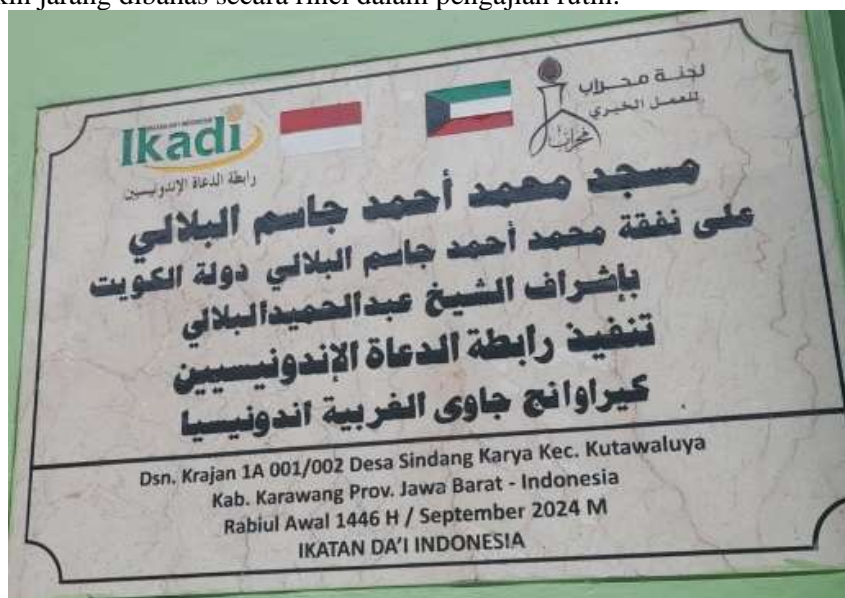 kin jarang dibahas secara rinci dalam pengajian rutin.
Ikadi
رابطة الدعاة الإندونيسيين
لجنة محراب
للعمل الخيري
محراب
مسجد محمد أحمد جاسم البلالي
على نفقة محمد أحمد جاسم البلالي دولة الكويت
بإشراف الشيخ عبدالحميدالبلالي
تنفيذ رابطة الدعاة الإندونيسيين
كيراوانج جاوى الغربية اندونيسيا
Dsn. Krajan 1A 001/002 Desa Sindang Karya Kec. Kutawaluya
Kab. Karawang Prov. Jawa Barat - Indonesia
Rabiul Awal 1446 H / September 2024 M
IKATAN DA'I INDONESIA